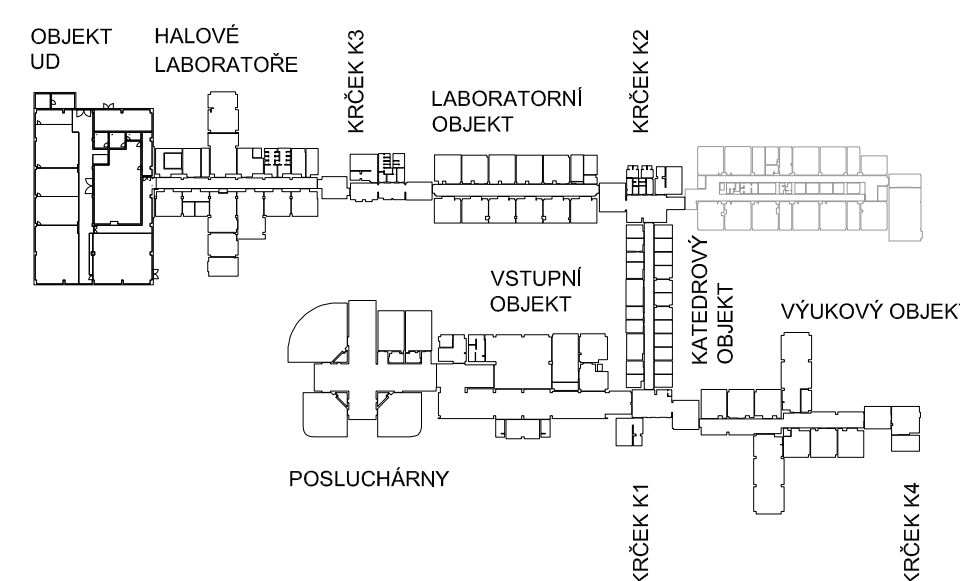 OBJEKT
UD
HALOVÉ
LABORATOŘE
KRČEK K3
LABORATORNÍ
OBJEKT
KRČEK K2
VSTUPNÍ
OBJEKT
KATEDROVÝ
OBJEKT
VÝUKOVÝ OBJEKT
POSLUCHÁRNY
KRČEK K1
KRČEK K4